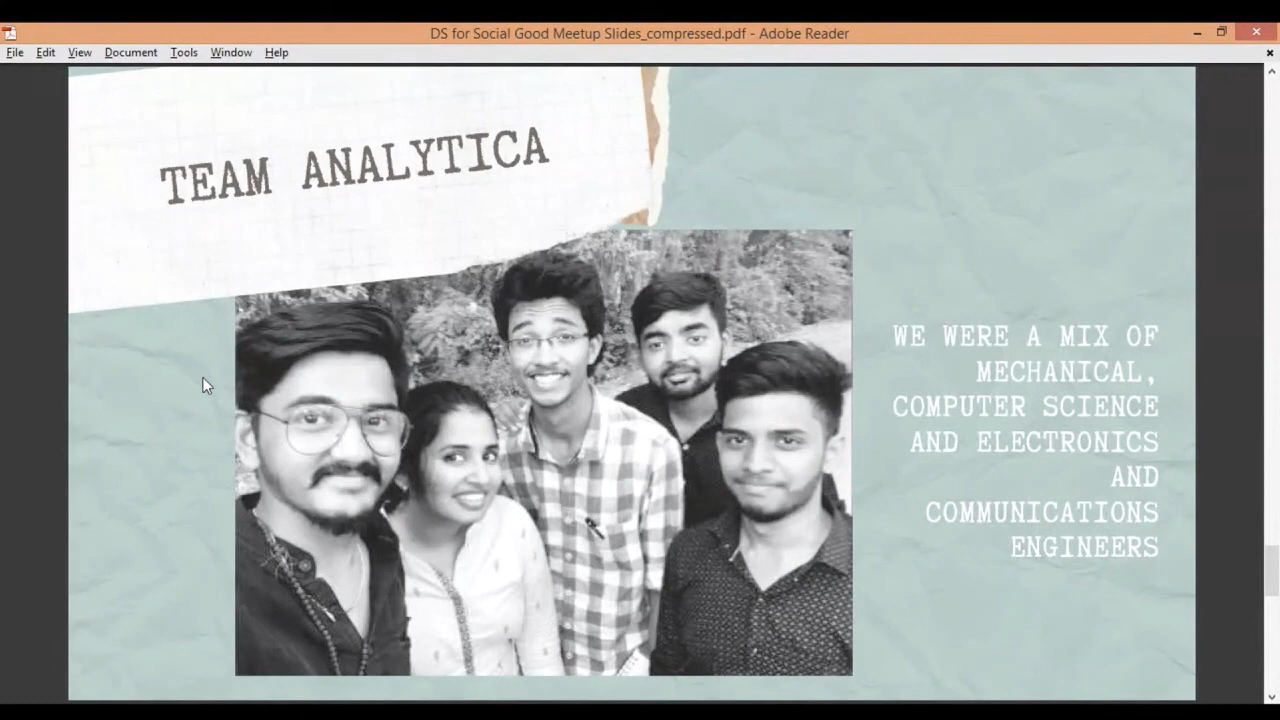 DS for Social Good Meetup Slides_compressed.pdf - Adobe Reader
File Edit View Document Tools Window Help
TEAM ANALYTICA
WE WERE A MIX OF
MECHANICAL,
COMPUTER SCIENCE
AND ELECTRONICS
AND
COMMUNICATIONS
ENGINEERS